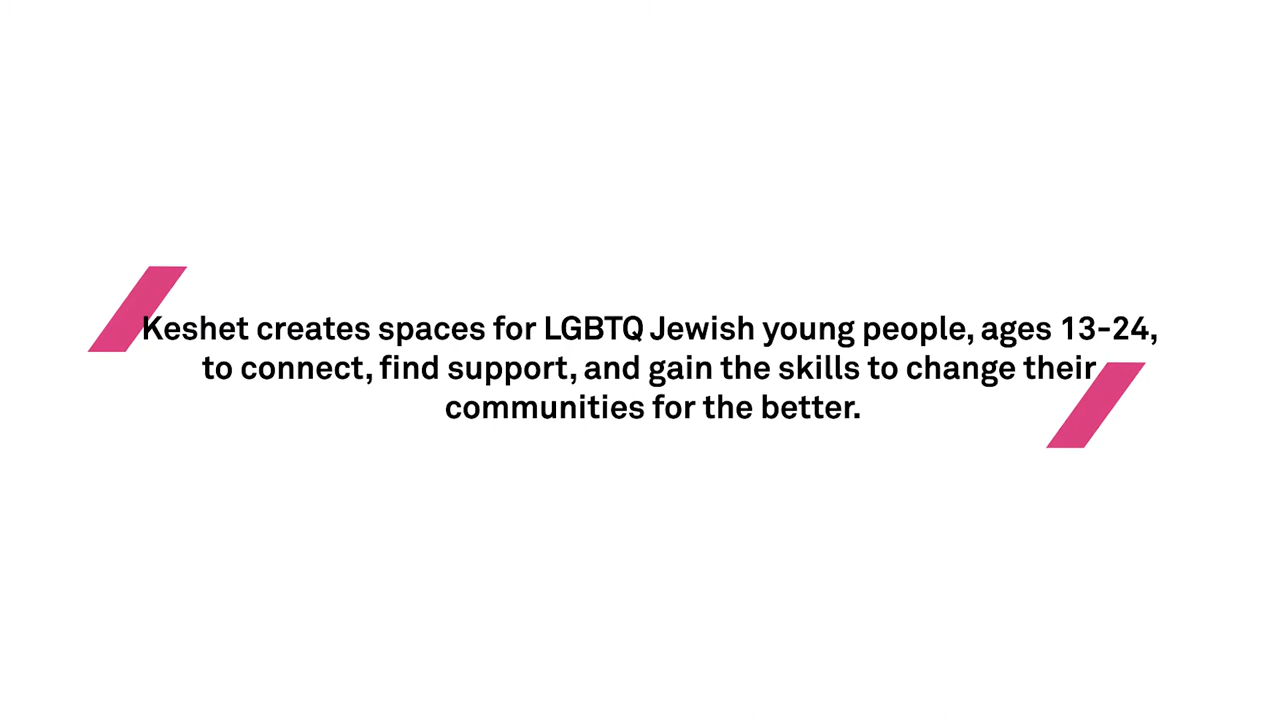 Keshet creates spaces for LGBTQ Jewish young people, ages 13-24,
to connect, find support, and gain the skills to change their
communities for the better.